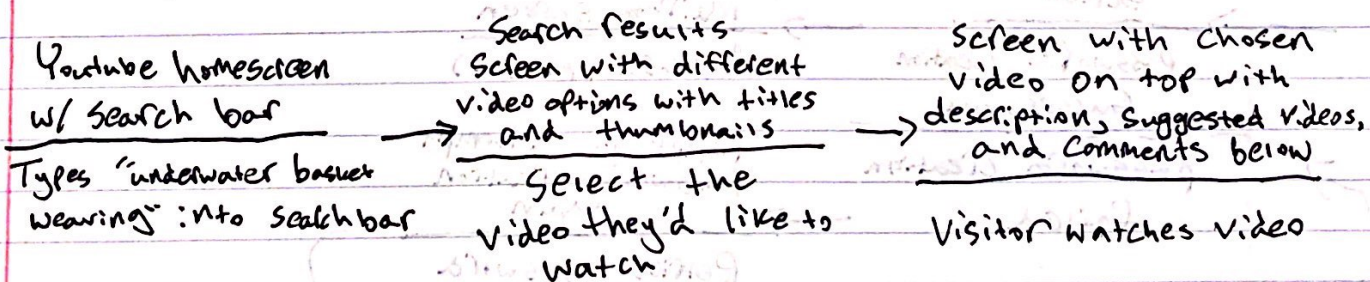 Youtube homescreen
w/ search bar
Types "underwater basket
weaving" into searchbar
Search results
screen with different
video options with titles
and thumbnails
select the
video they'd like to
watch
screen with chosen
video on top with
description, suggested videos,
and comments below
Visitor watches video